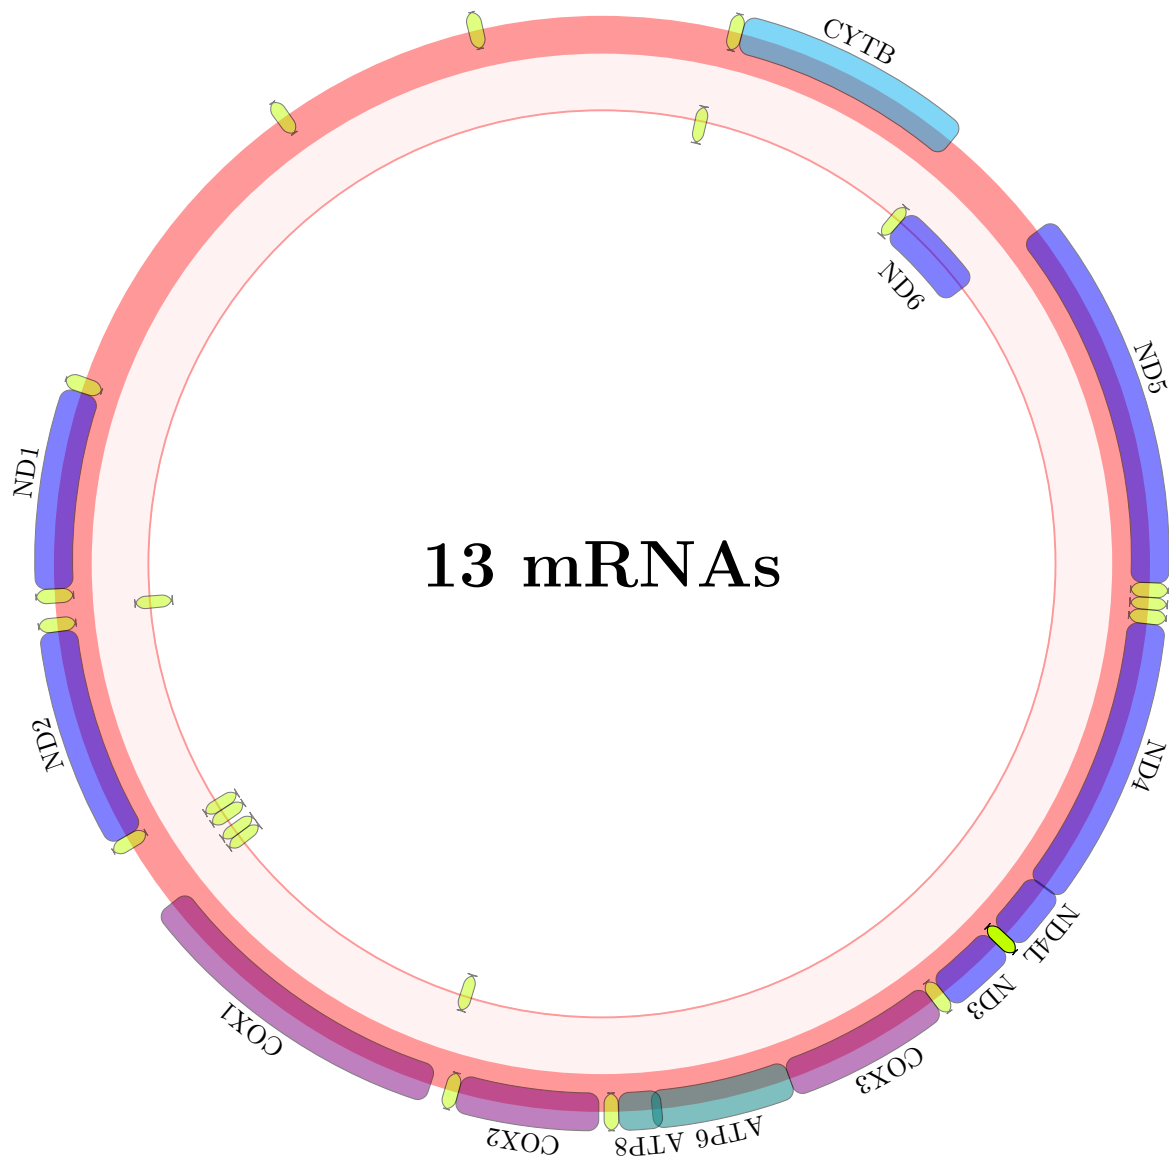 CYTB
ND6
ND5
ND1
13 mRNAs
ND2
ND4
ND4L
ND3
COX1
COX3
COX2
ATP8
ATP6